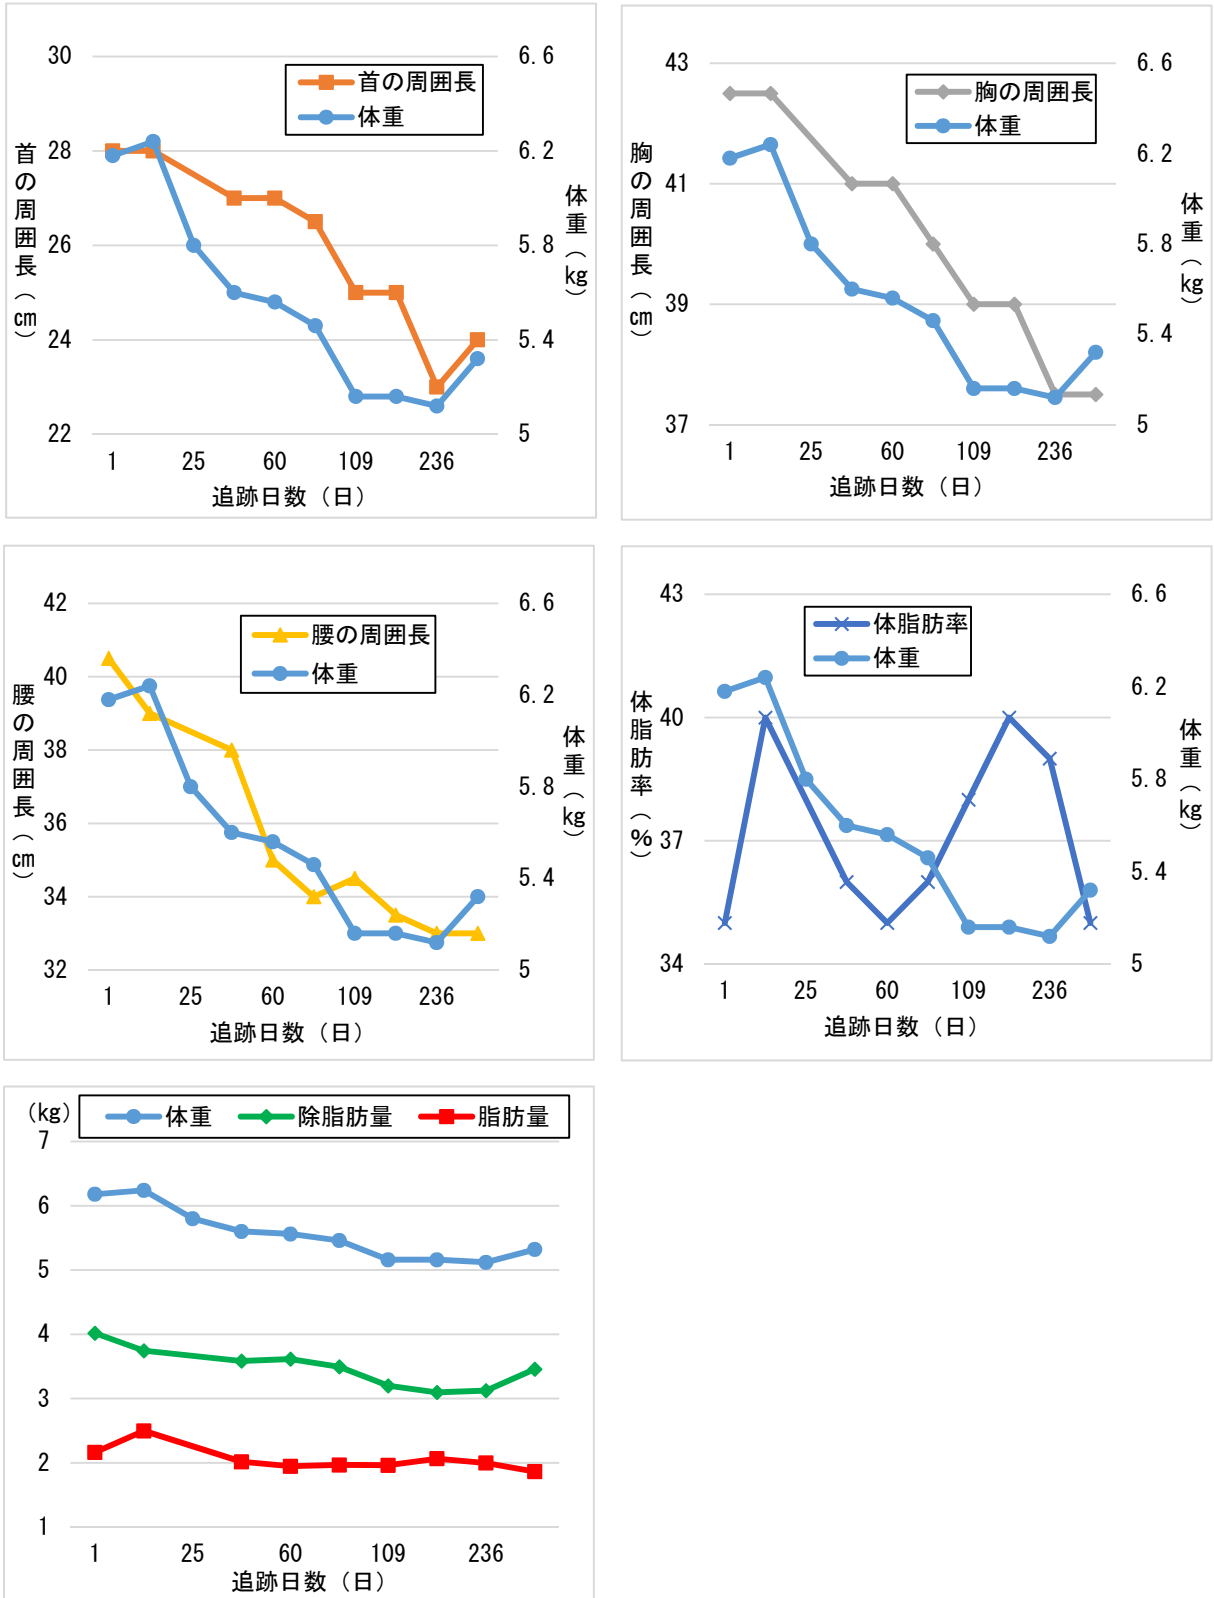 首の周囲長
体重
30
28
26
24
22
首の周囲長(㎝)
6.6
6.2
5.8
5.4
5
体重(㎏)
1 25 60 109 236
追跡日数(日)
胸の周囲長
体重
43
41
39
37
胸の周囲長(㎝)
6.6
6.2
5.8
5.4
5
体重(㎏)
1 25 60 109 236
追跡日数(日)
腰の周囲長
体重
42
40
38
36
34
32
腰の周囲長(㎝)
6.6
6.2
5.8
5.4
5
体重(㎏)
1 25 60 109 236
追跡日数(日)
体脂肪率
体重
43
40
37
34
体脂肪率(%)
6.6
6.2
5.8
5.4
5
体重(㎏)
1 25 60 109 236
追跡日数(日)
(㎏)
体重 除脂肪量 脂肪量
7
6
5
4
3
2
1
1 25 60 109 236
追跡日数(日)